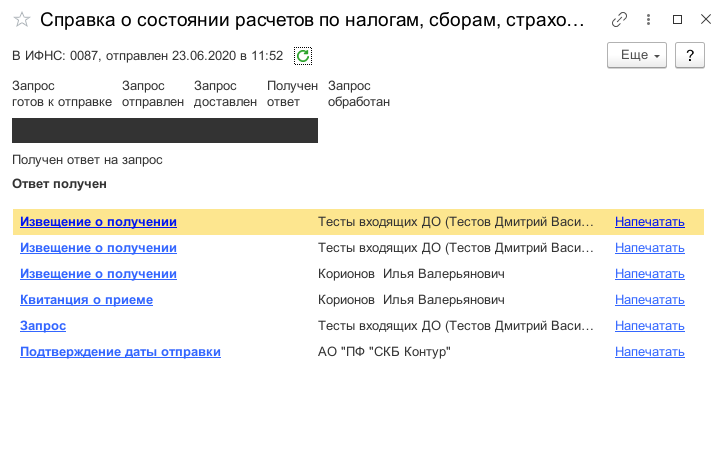 Справка о состоянии расчетов по налогам, сборам, страхо...
В ИФНС: 0087, отправлен 23.06.2020 в 11:52
Еще
?
Запрос готов к отправке
Запрос отправлен
Запрос доставлен
Получен ответ
Запрос обработан
Получен ответ на запрос
Ответ получен
Извещение о получении Тесты входящих ДО (Тестов Дмитрий Васи... Напечатать
Извещение о получении Тесты входящих ДО (Тестов Дмитрий Васи... Напечатать
Извещение о получении Корионов Илья Валерьянович Напечатать
Квитанция о приеме Корионов Илья Валерьянович Напечатать
Запрос Тесты входящих ДО (Тестов Дмитрий Васи... Напечатать
Подтверждение даты отправки АО "ПФ "СКБ Контур" Напечатать